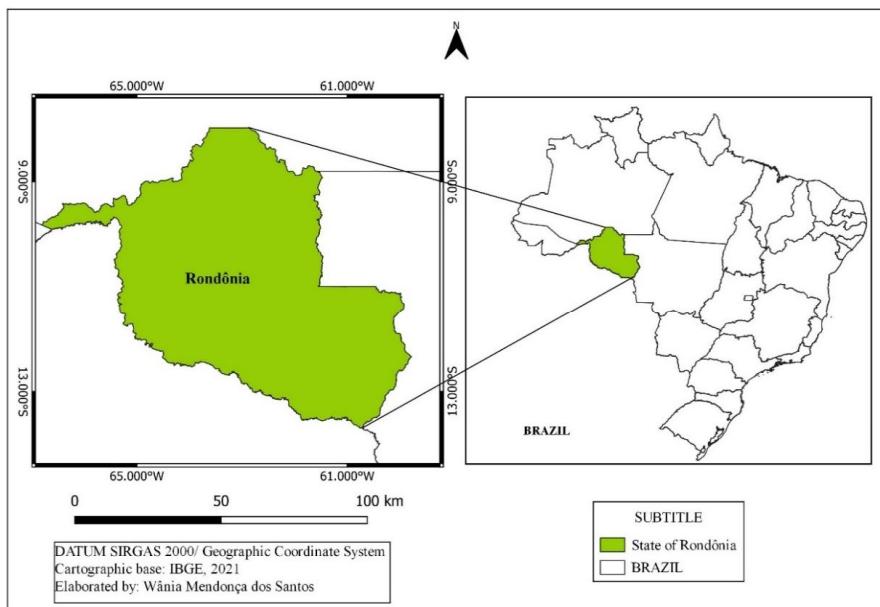 N
65.000°W 61.000°W
9.000°S
9.000°S
Rondônia
13.000°S
13.000°S
65.000°W 61.000°W
0 50 100 km
DATUM SIRGAS 2000/ Geographic Coordinate System
Cartographic base: IBGE, 2021
Elaborated by: Wânia Mendonça dos Santos
BRAZIL
SUBTITLE
State of Rondônia
BRAZIL